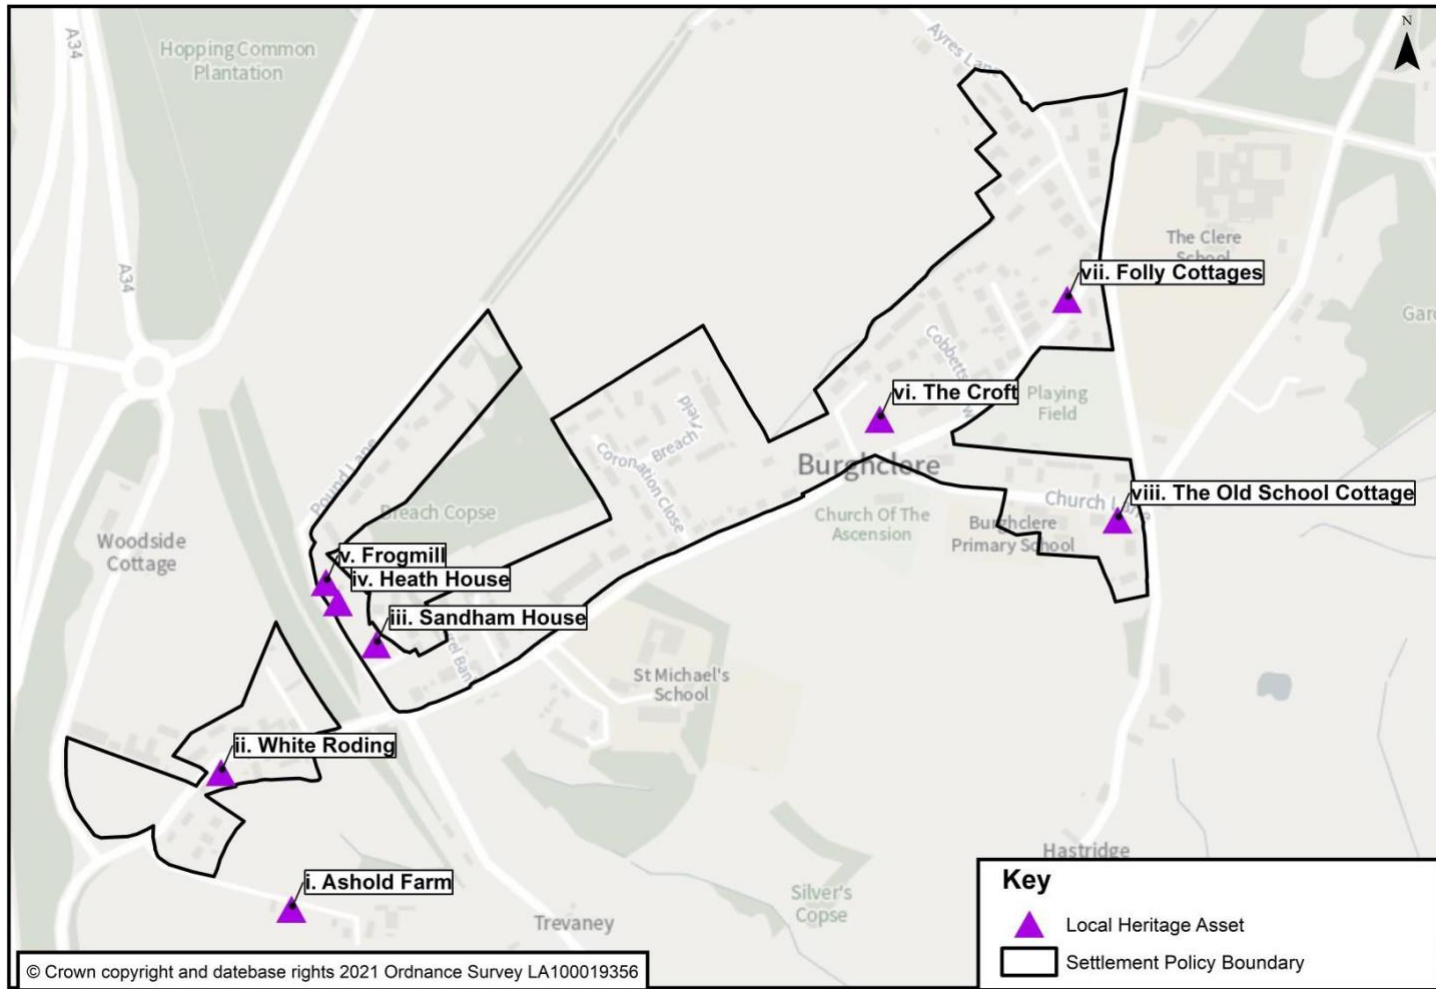 N
A34
Hopping Common
Plantation
Ayres Lane
A34
The Clere
School
vii. Folly Cottages
Cobbetts
vi. The Croft
Playing
Field
Pound Lane
Breach Field
Coronation Close
Burghclere
viii. The Old School Cottage
Church Lane
Breach Copse
Church Of The
Ascension
Burghclere
Primary School
Woodside
Cottage
v. Frogmill
iv. Heath House
iii. Sandham House
St Michael's
School
ii. White Roding
Hastridge
i. Ashold Farm
Silver's
Copse
Trevaney
Key
Local Heritage Asset
Settlement Policy Boundary
© Crown copyright and datebase rights 2021 Ordnance Survey LA100019356